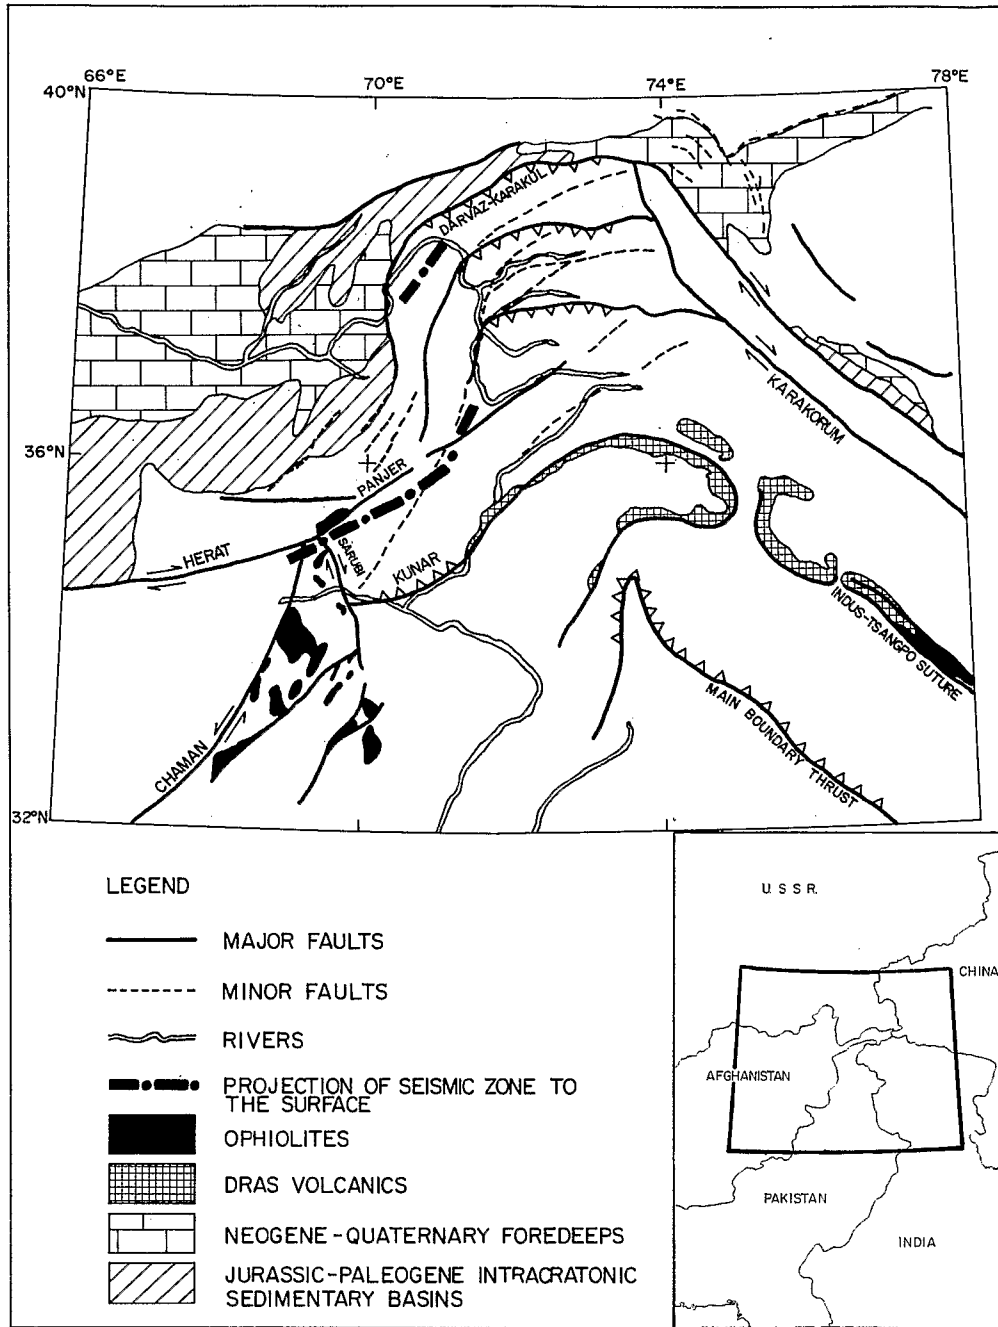 66°E
70°E
74°E
78°E
40°N
DARVAZ-KARAKUL
KARAKORUM
36°N
PANJER
HERAT
SARUBI
KUNAR
INDUS-TSANGPO SUTURE
MAIN BOUNDARY THRUST
CHAMAN
32°N
LEGEND
MAJOR FAULTS
MINOR FAULTS
RIVERS
PROJECTION OF SEISMIC ZONE TO
THE SURFACE
OPHIOLITES
DRAS VOLCANICS
NEOGENE-QUATERNARY FOREDEEPS
JURASSIC-PALEOGENE INTRACRATONIC
SEDIMENTARY BASINS
U.S.S.R.
CHINA
AFGHANISTAN
PAKISTAN
INDIA